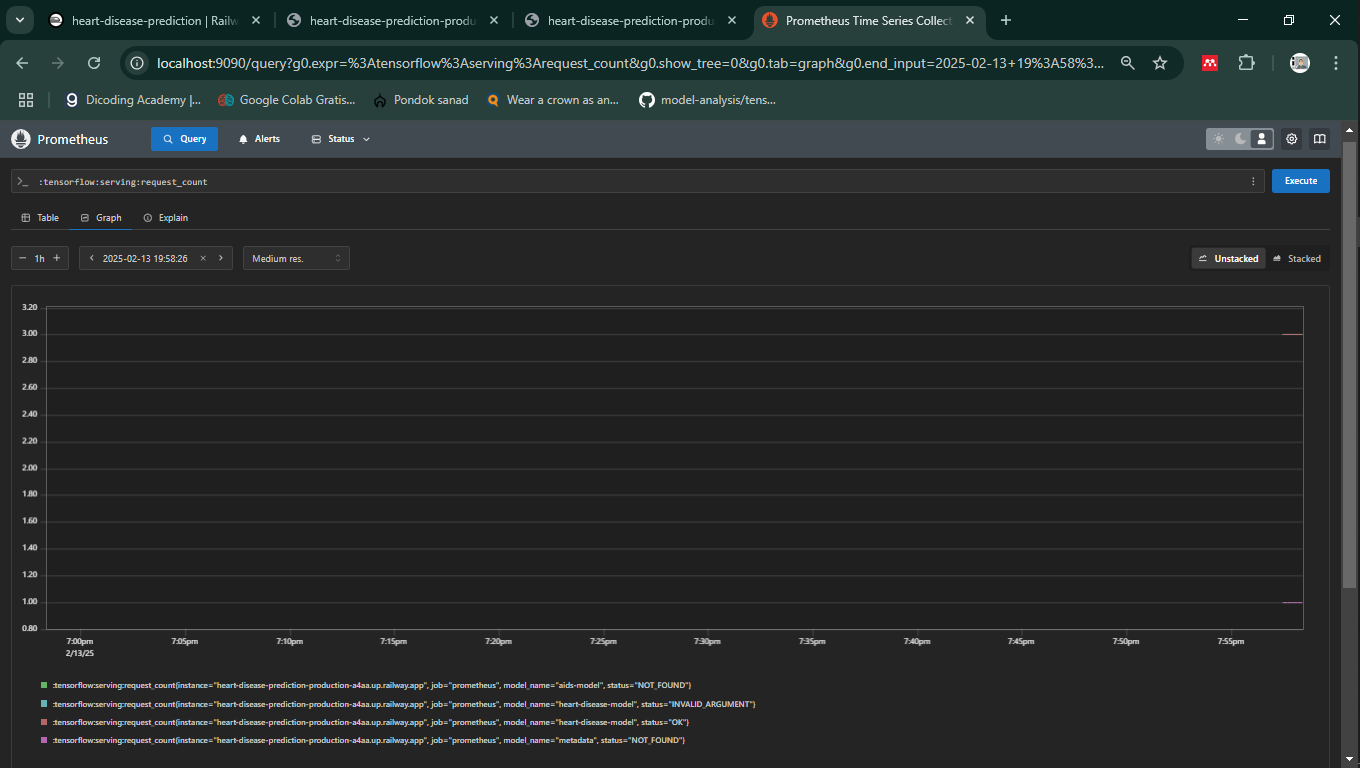 heart-disease-prediction | Railw
heart-disease-prediction-produ
heart-disease-prediction-produ
Prometheus Time Series Collect
localhost:9090/query?g0.expr=%3Atensorflow%3Aserving%3Arequest_count&g0.show_tree=0&g0.tab=graph&g0.end_input=2025-02-13+19%3A58%3...
Dicoding Academy |...
Google Colab Gratis...
Pondok sanad
Wear a crown as an...
model-analysis/tens...
Prometheus
Query
Alerts
Status
>_ :tensorflow:serving:request_count
Execute
Table
Graph
Explain
− 1h +
2025-02-13 19:58:26
Medium res.
Unstacked
Stacked
3.20
3.00
2.80
2.60
2.40
2.20
2.00
1.80
1.60
1.40
1.20
1.00
0.80
7:00pm 7:05pm 7:10pm 7:15pm 7:20pm 7:25pm 7:30pm 7:35pm 7:40pm 7:45pm 7:50pm 7:55pm
2/13/25
:tensorflow:serving:request_count{instance="heart-disease-prediction-production-a4aa.up.railway.app", job="prometheus", model_name="aids-model", status="NOT_FOUND"}
:tensorflow:serving:request_count{instance="heart-disease-prediction-production-a4aa.up.railway.app", job="prometheus", model_name="heart-disease-model", status="INVALID_ARGUMENT"}
:tensorflow:serving:request_count{instance="heart-disease-prediction-production-a4aa.up.railway.app", job="prometheus", model_name="heart-disease-model", status="OK"}
:tensorflow:serving:request_count{instance="heart-disease-prediction-production-a4aa.up.railway.app", job="prometheus", model_name="metadata", status="NOT_FOUND"}